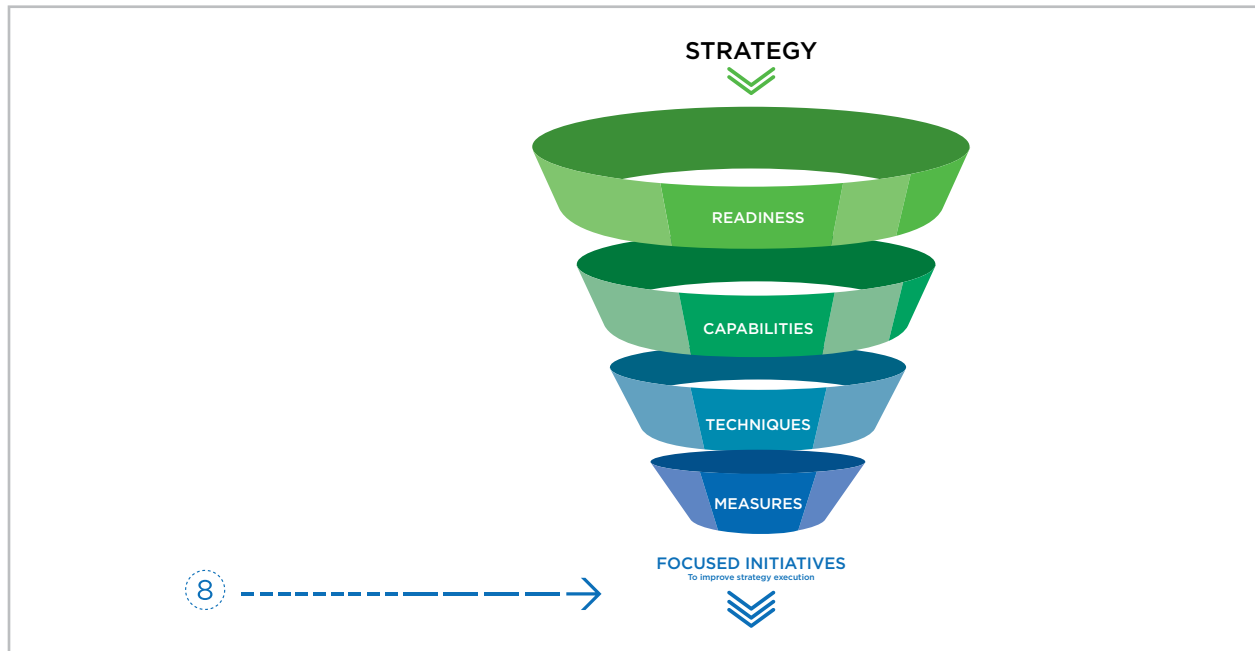 STRATEGY
READINESS
CAPABILITIES
TECHNIQUES
MEASURES
FOCUSED INITIATIVES
To improve strategy execution
8